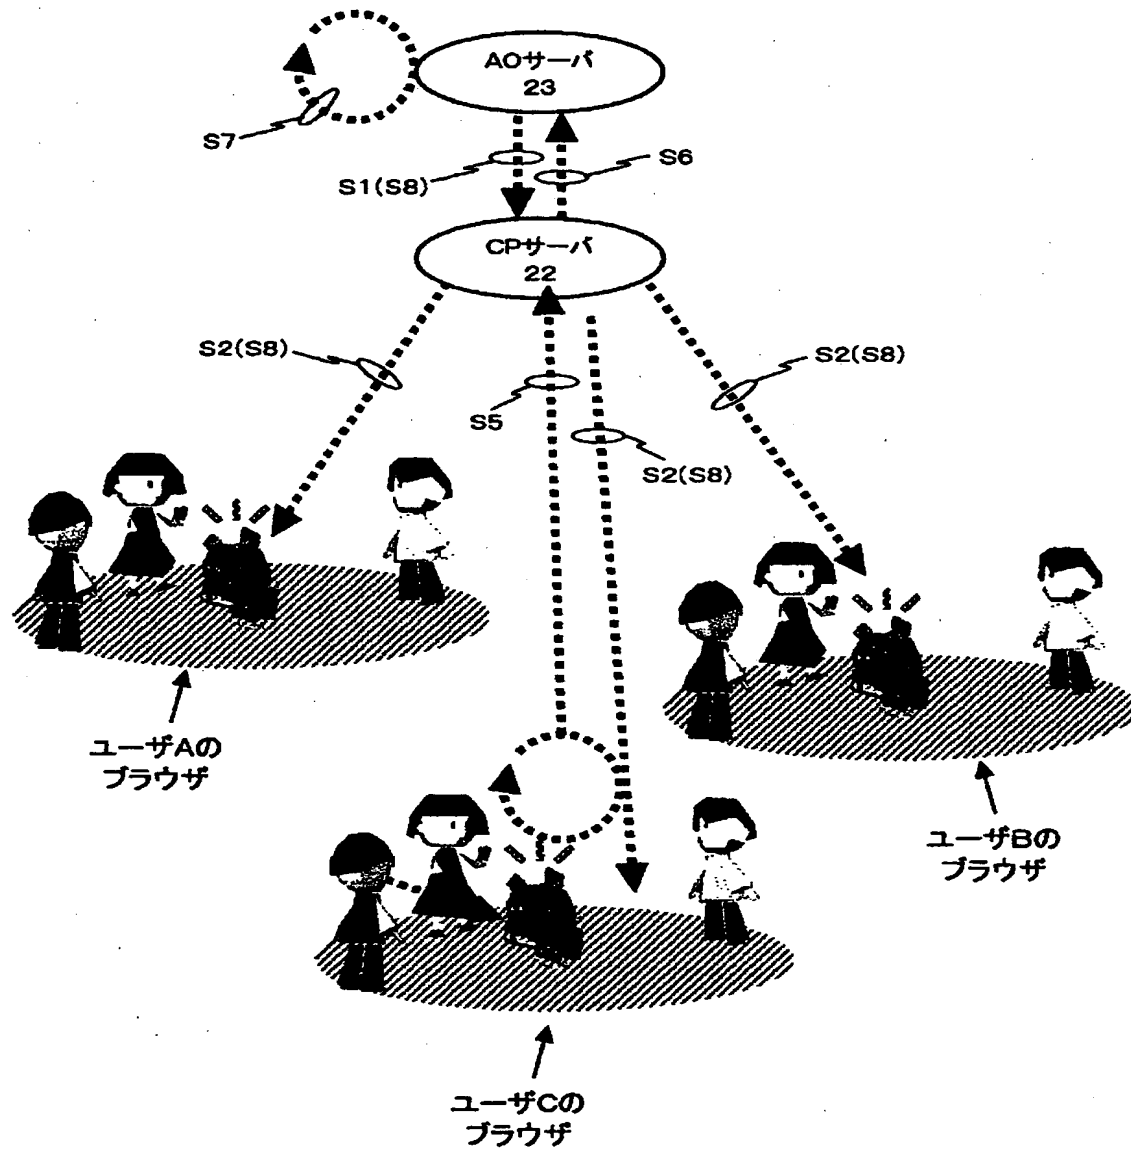 AOサーバ
23
S7
S1(S8)
S6
CPサーバ
22
S2(S8)
S5
S2(S8)
S2(S8)
ユーザAの
ブラウザ
ユーザBの
ブラウザ
ユーザCの
ブラウザ